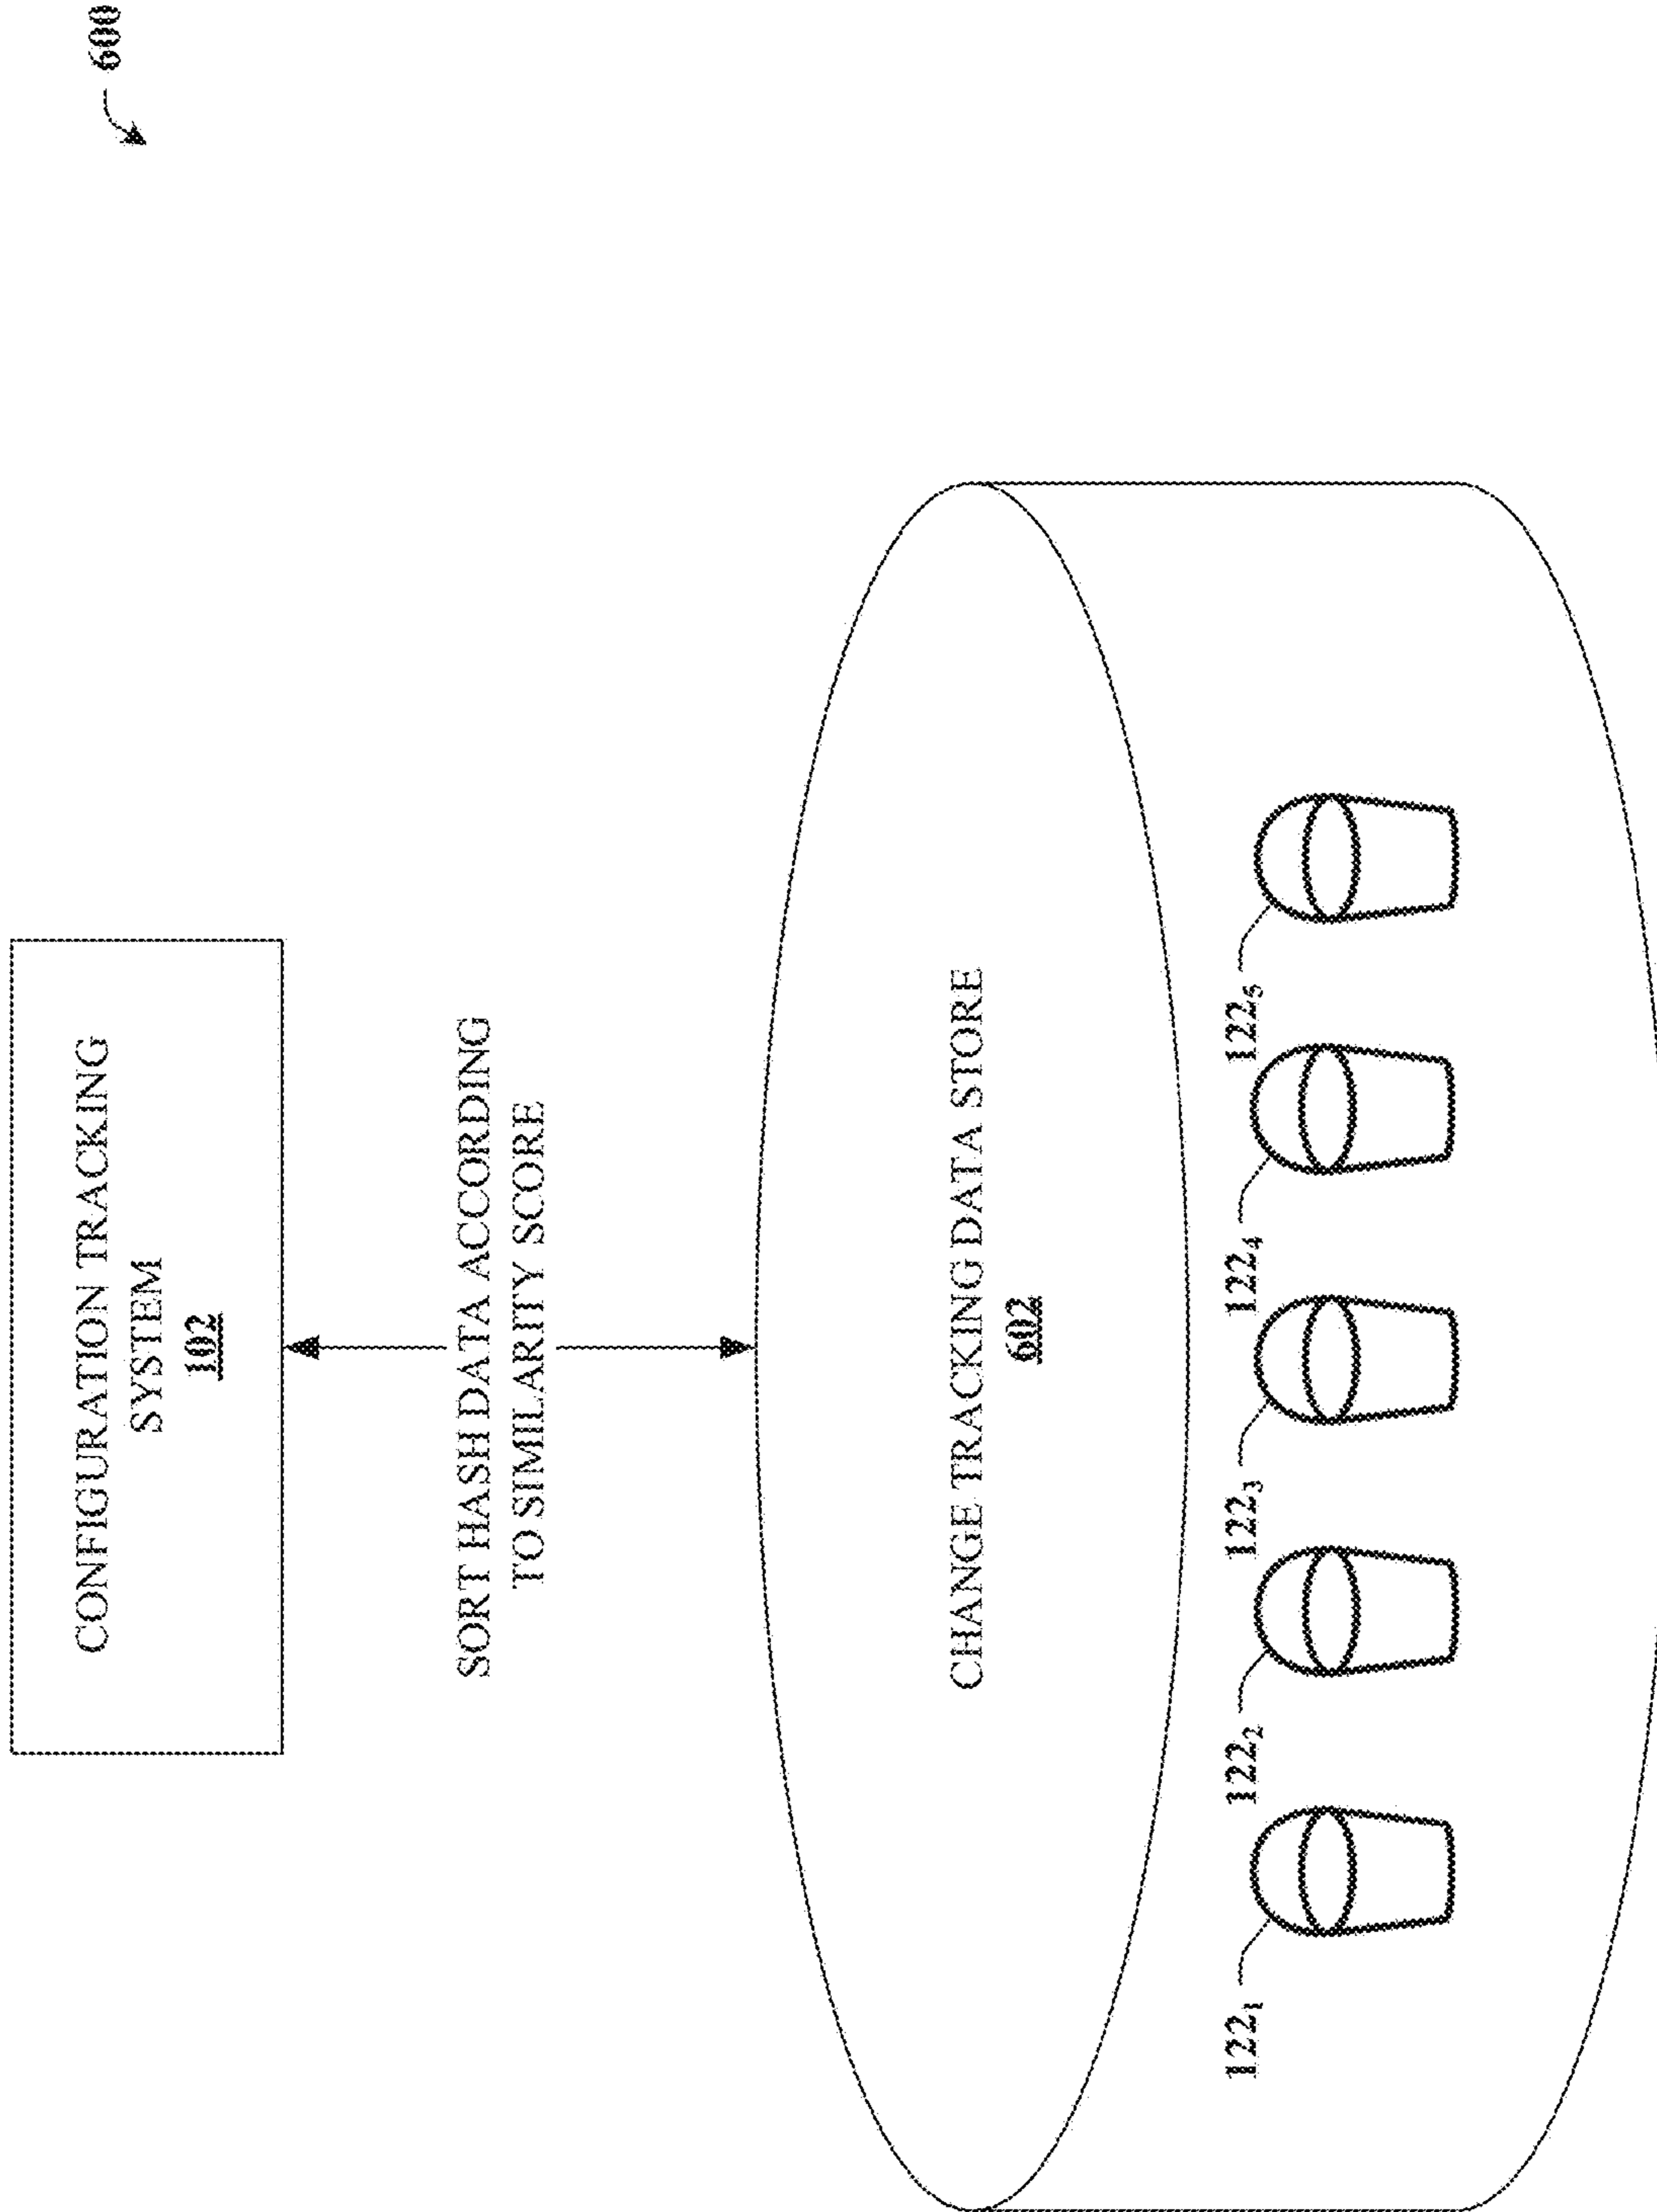 600
CONFIGURATION TRACKING
SYSTEM
102
SORT HASH DATA ACCORDING
TO SIMILARITY SCORE
CHANGE TRACKING DATA STORE
602
122₁
122₂
122₃
122₄
122₅